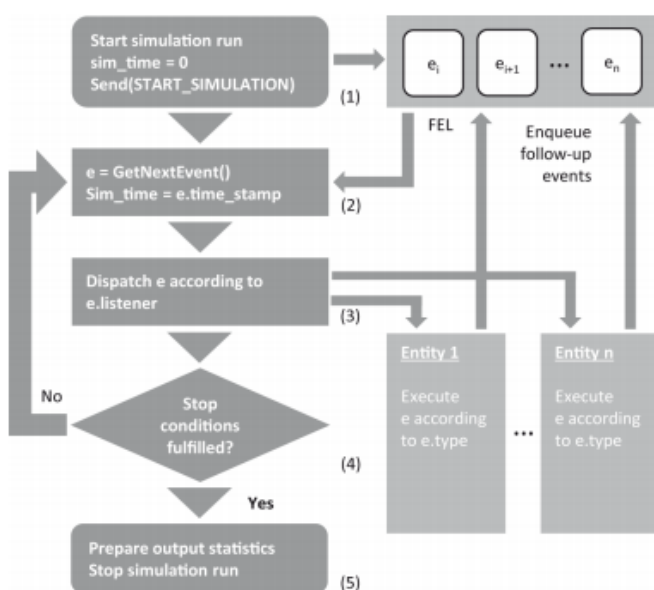 Start simulation run
sim_time = 0
Send(START_SIMULATION)
(1)
e_i
e_{i+1}
...
e_n
FEL
Enqueue
follow-up
events
e = GetNextEvent()
Sim_time = e.time_stamp
(2)
Dispatch e according to
e.listener
(3)
Entity 1
Execute
e according
to e.type
...
Entity n
Execute
e according
to e.type
No
Stop
conditions
fulfilled?
(4)
Yes
Prepare output statistics
Stop simulation run
(5)